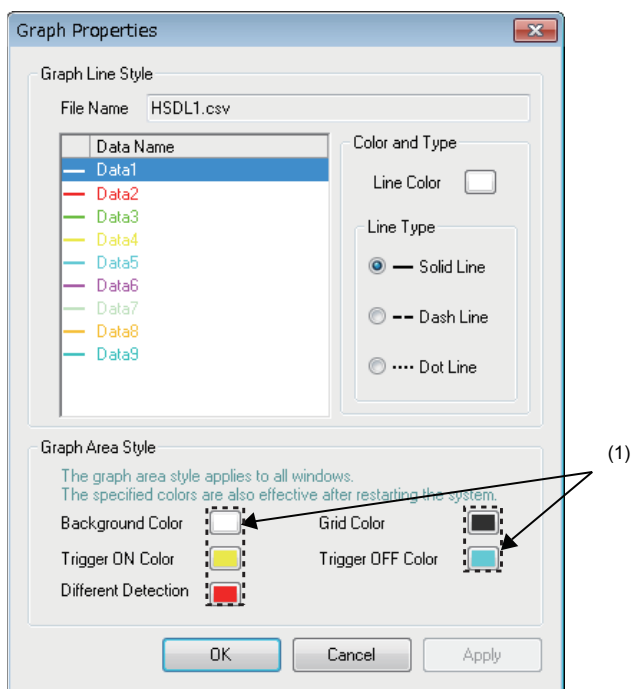 Graph Properties
Graph Line Style
File Name HSDL1.csv
Data Name
Data1
Data2
Data3
Data4
Data5
Data6
Data7
Data8
Data9
Color and Type
Line Color
Line Type
Solid Line
Dash Line
Dot Line
Graph Area Style
The graph area style applies to all windows.
The specified colors are also effective after restarting the system.
Background Color Grid Color
Trigger ON Color Trigger OFF Color
Different Detection
(1)
OK Cancel Apply